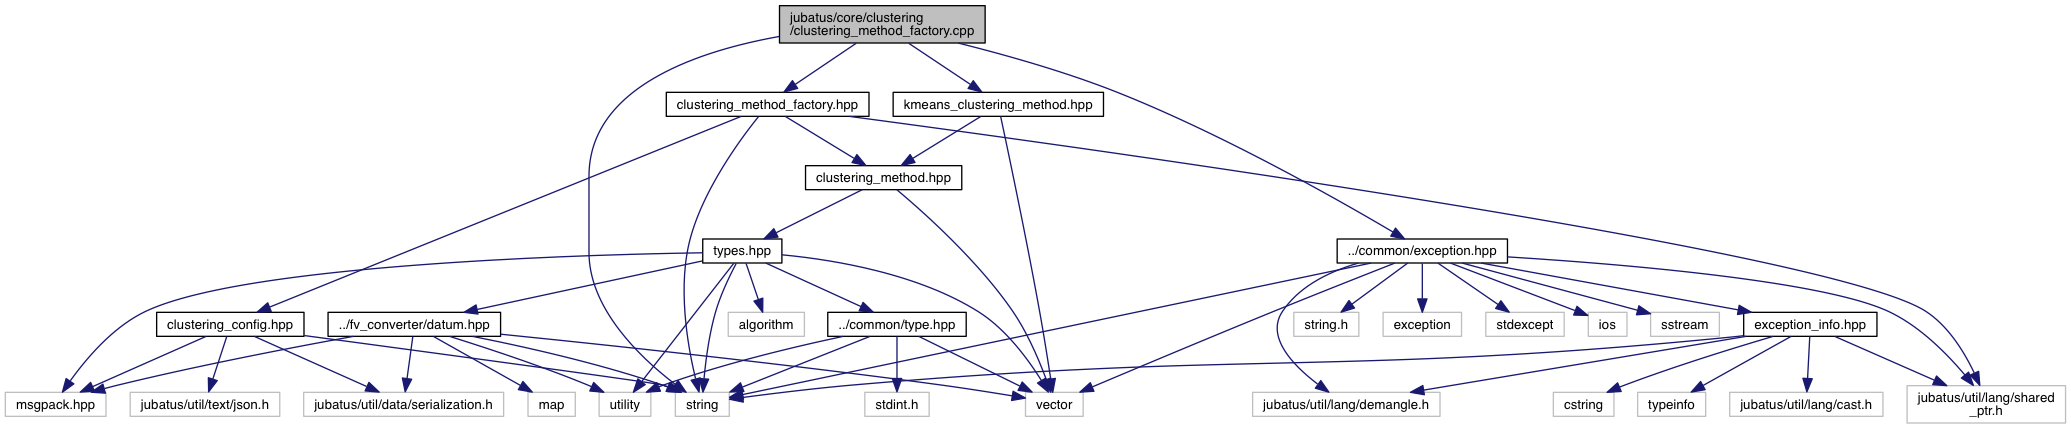 jubatus/core/clustering
/clustering_method_factory.cpp
clustering_method_factory.hpp
kmeans_clustering_method.hpp
clustering_method.hpp
types.hpp
../common/exception.hpp
clustering_config.hpp
../fv_converter/datum.hpp
algorithm
../common/type.hpp
string.h
exception
stdexcept
ios
sstream
exception_info.hpp
msgpack.hpp
jubatus/util/text/json.h
jubatus/util/data/serialization.h
map
utility
string
stdint.h
vector
jubatus/util/lang/demangle.h
cstring
typeinfo
jubatus/util/lang/cast.h
jubatus/util/lang/shared
_ptr.h